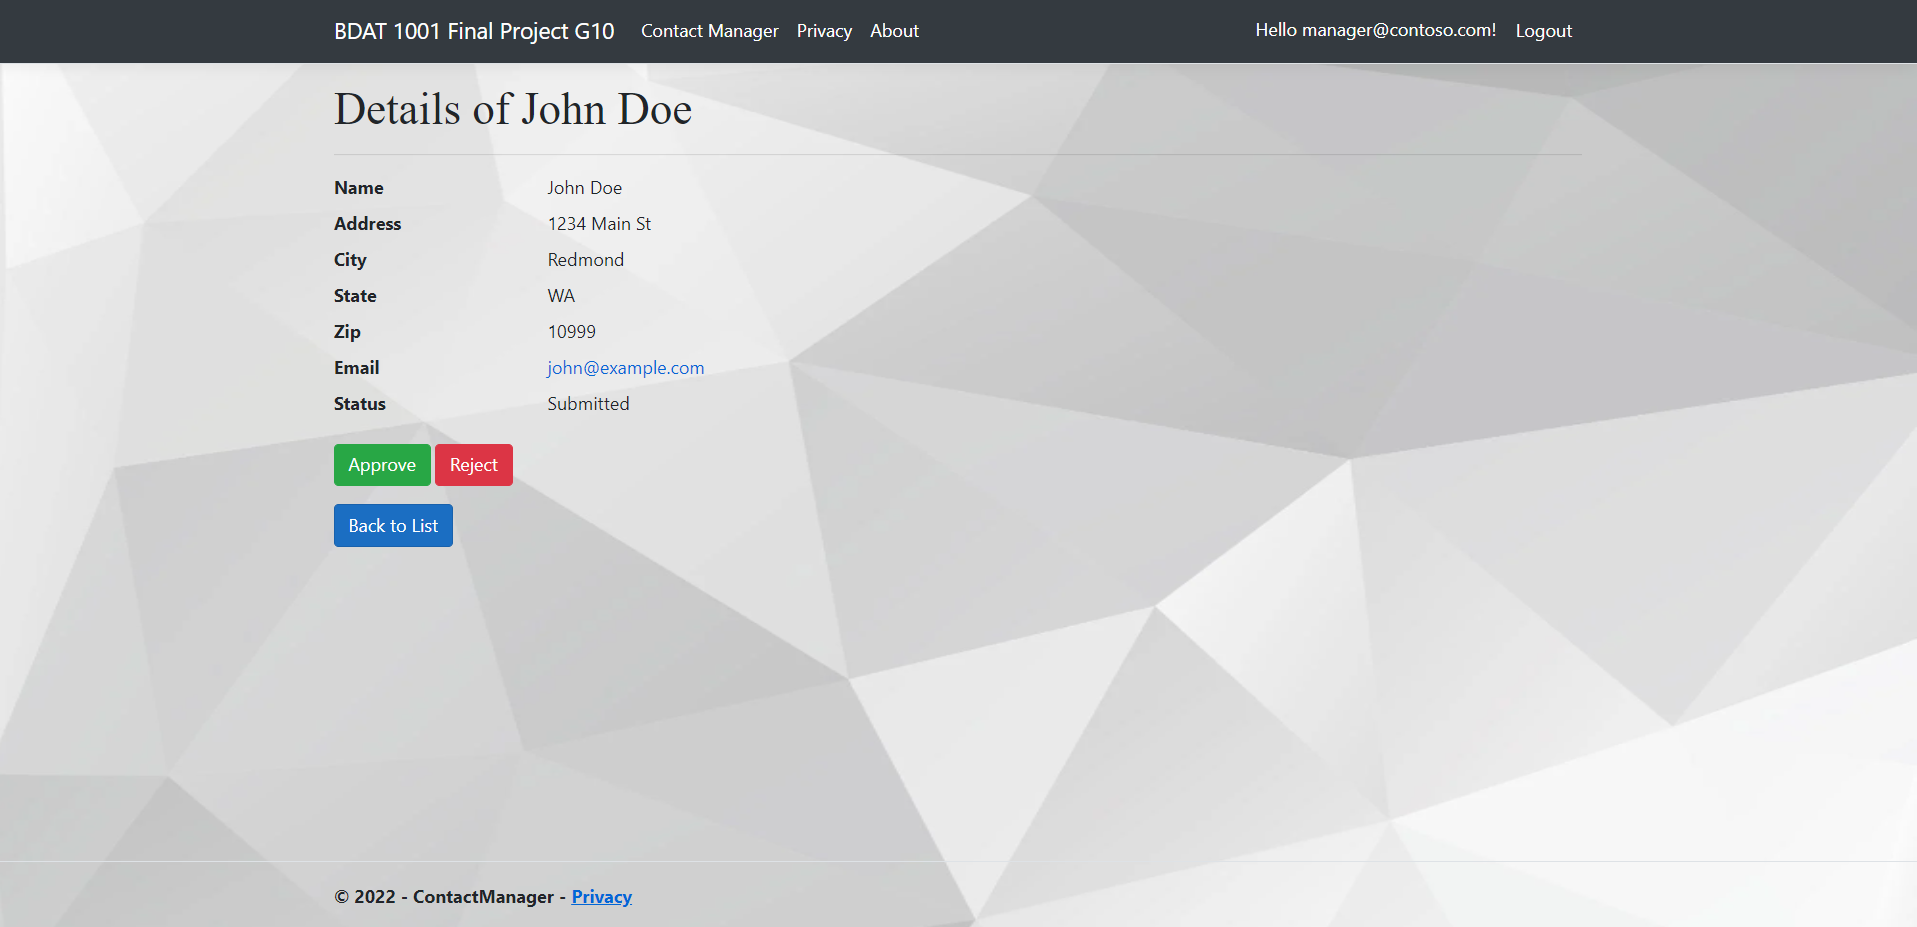 BDAT 1001 Final Project G10 Contact Manager Privacy About Hello manager@contoso.com! Logout
Details of John Doe
Name John Doe
Address 1234 Main St
City Redmond
State WA
Zip 10999
Email john@example.com
Status Submitted
Approve Reject
Back to List
© 2022 - ContactManager - Privacy